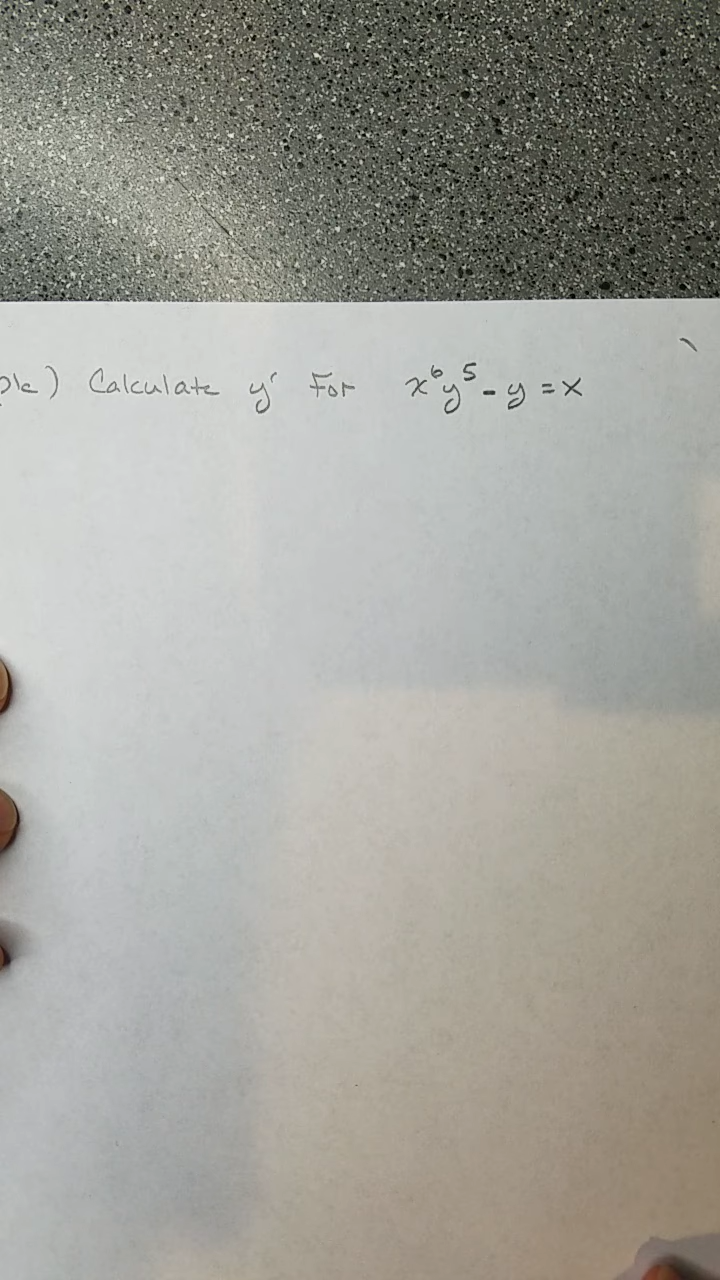 ple) Calculate y' For x⁶y⁵ - y = x